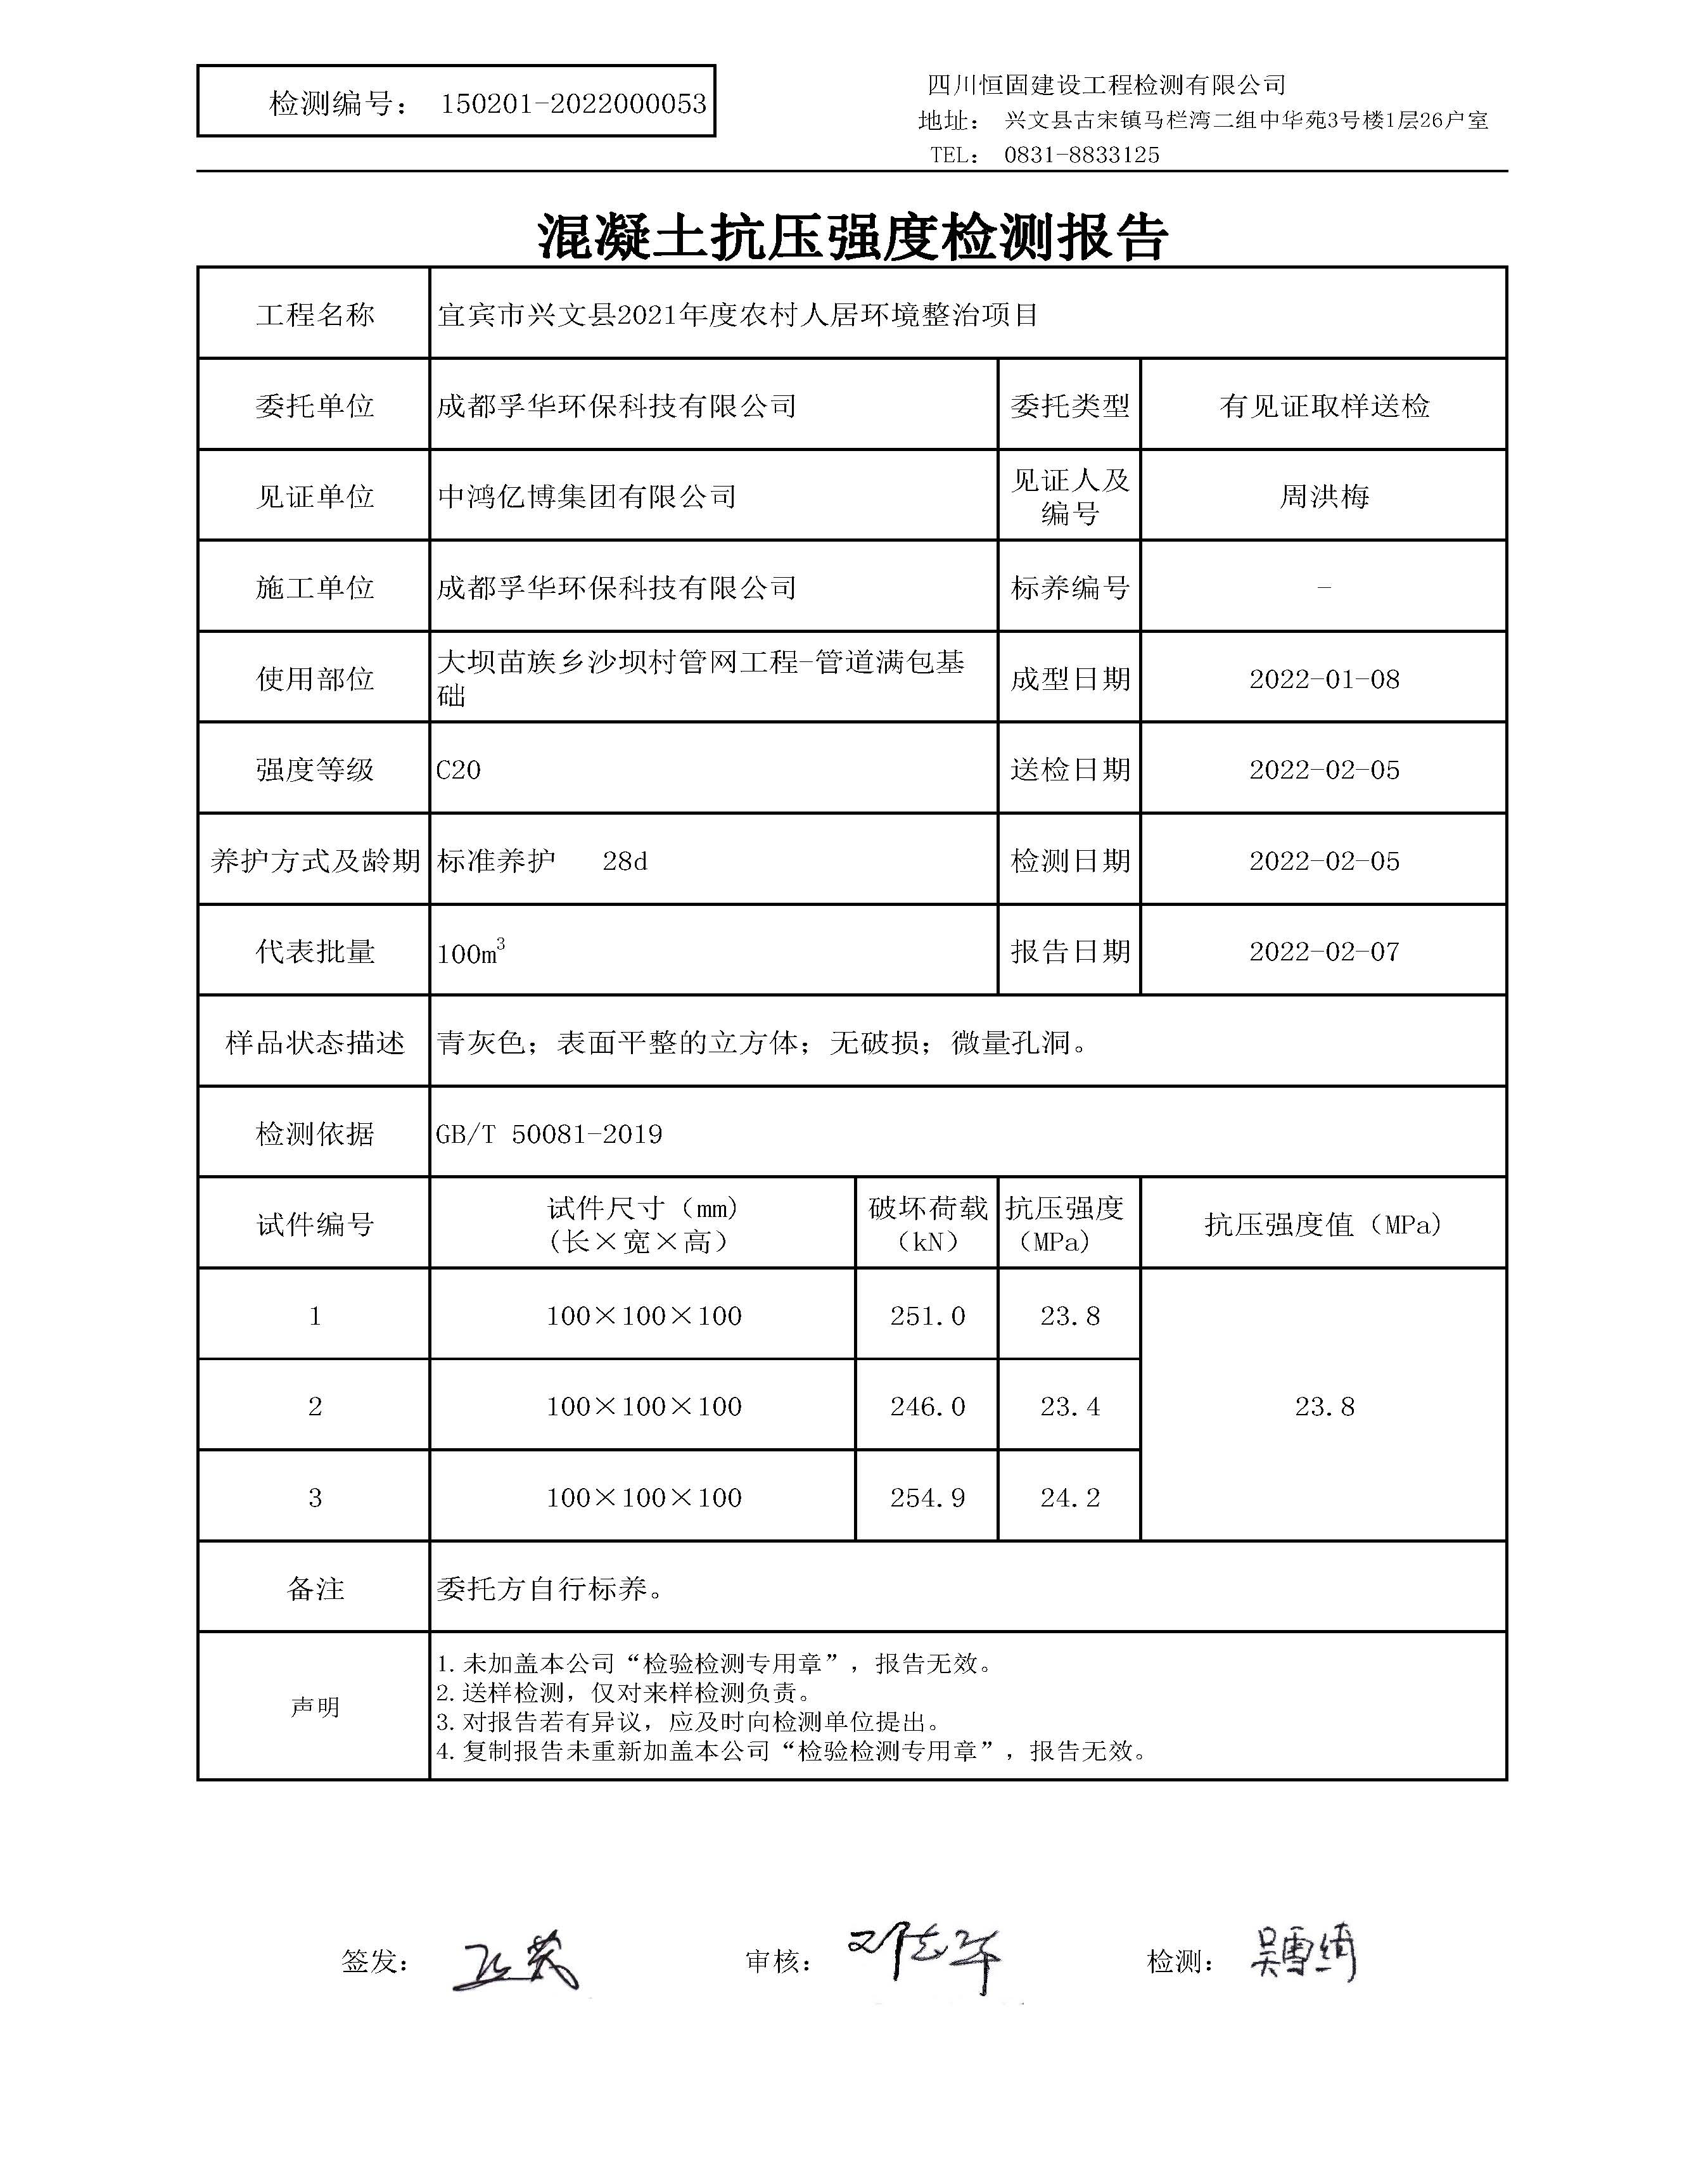 检测编号： 150201-2022000053
四川恒固建设工程检测有限公司
地址： 兴文县古宋镇马栏湾二组中华苑3号楼1层26户室
TEL： 0831-8833125
混凝土抗压强度检测报告
工程名称 宜宾市兴文县2021年度农村人居环境整治项目
委托单位 成都孚华环保科技有限公司 委托类型 有见证取样送检
见证单位 中鸿亿博集团有限公司 见证人及
编号 周洪梅
施工单位 成都孚华环保科技有限公司 标养编号 -
使用部位 大坝苗族乡沙坝村管网工程-管道满包基
础 成型日期 2022-01-08
强度等级 C20 送检日期 2022-02-05
养护方式及龄期 标准养护 28d 检测日期 2022-02-05
代表批量 100m³ 报告日期 2022-02-07
样品状态描述 青灰色；表面平整的立方体；无破损；微量孔洞。
检测依据 GB/T 50081-2019
试件编号 试件尺寸（mm)
(长×宽×高） 破坏荷载
（kN） 抗压强度
（MPa) 抗压强度值（MPa)
1 100×100×100 251.0 23.8
2 100×100×100 246.0 23.4 23.8
3 100×100×100 254.9 24.2
备注 委托方自行标养。
声明
1.未加盖本公司“检验检测专用章”，报告无效。
2.送样检测，仅对来样检测负责。
3.对报告若有异议，应及时向检测单位提出。
4.复制报告未重新加盖本公司“检验检测专用章”，报告无效。
签发： 审核： 检测： 吴雪绮